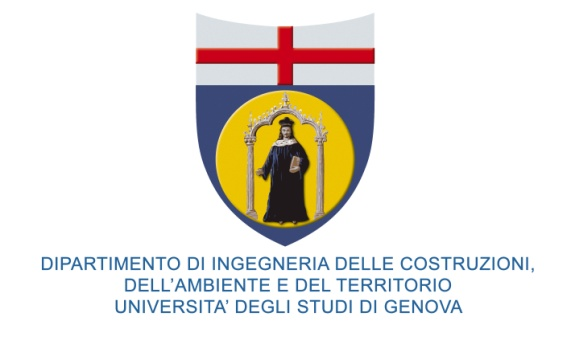 DIPARTIMENTO DI INGEGNERIA DELLE COSTRUZIONI,
DELL'AMBIENTE E DEL TERRITORIO
UNIVERSITA' DEGLI STUDI DI GENOVA